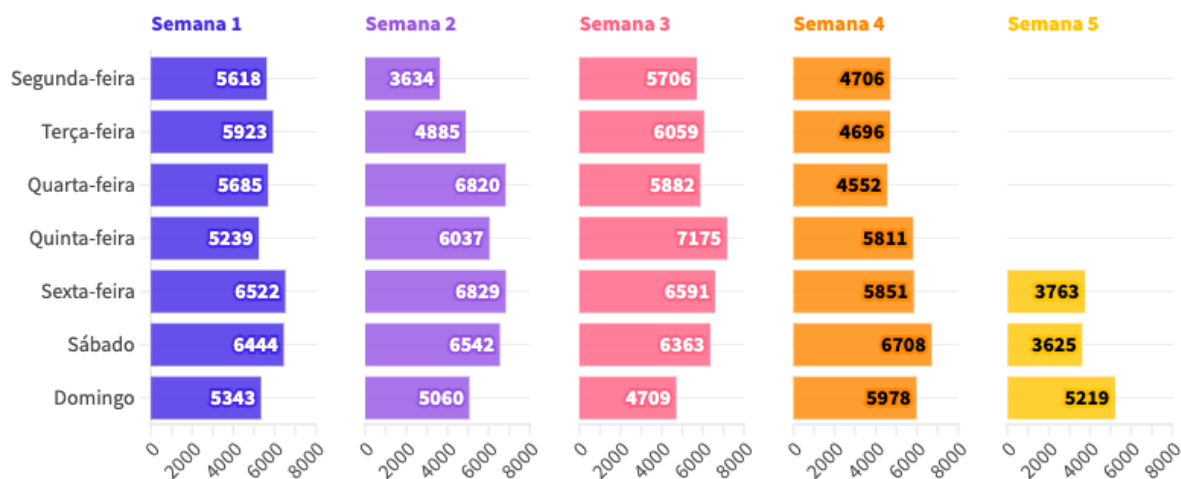 Semana 1 Semana 2 Semana 3 Semana 4 Semana 5
Segunda-feira 5618 3634 5706 4706
Terça-feira 5923 4885 6059 4696
Quarta-feira 5685 6820 5882 4552
Quinta-feira 5239 6037 7175 5811
Sexta-feira 6522 6829 6591 5851 3763
Sábado 6444 6542 6363 6708 3625
Domingo 5343 5060 4709 5978 5219
0 2000 4000 6000 8000 0 2000 4000 6000 8000 0 2000 4000 6000 8000 0 2000 4000 6000 8000 0 2000 4000 6000 8000